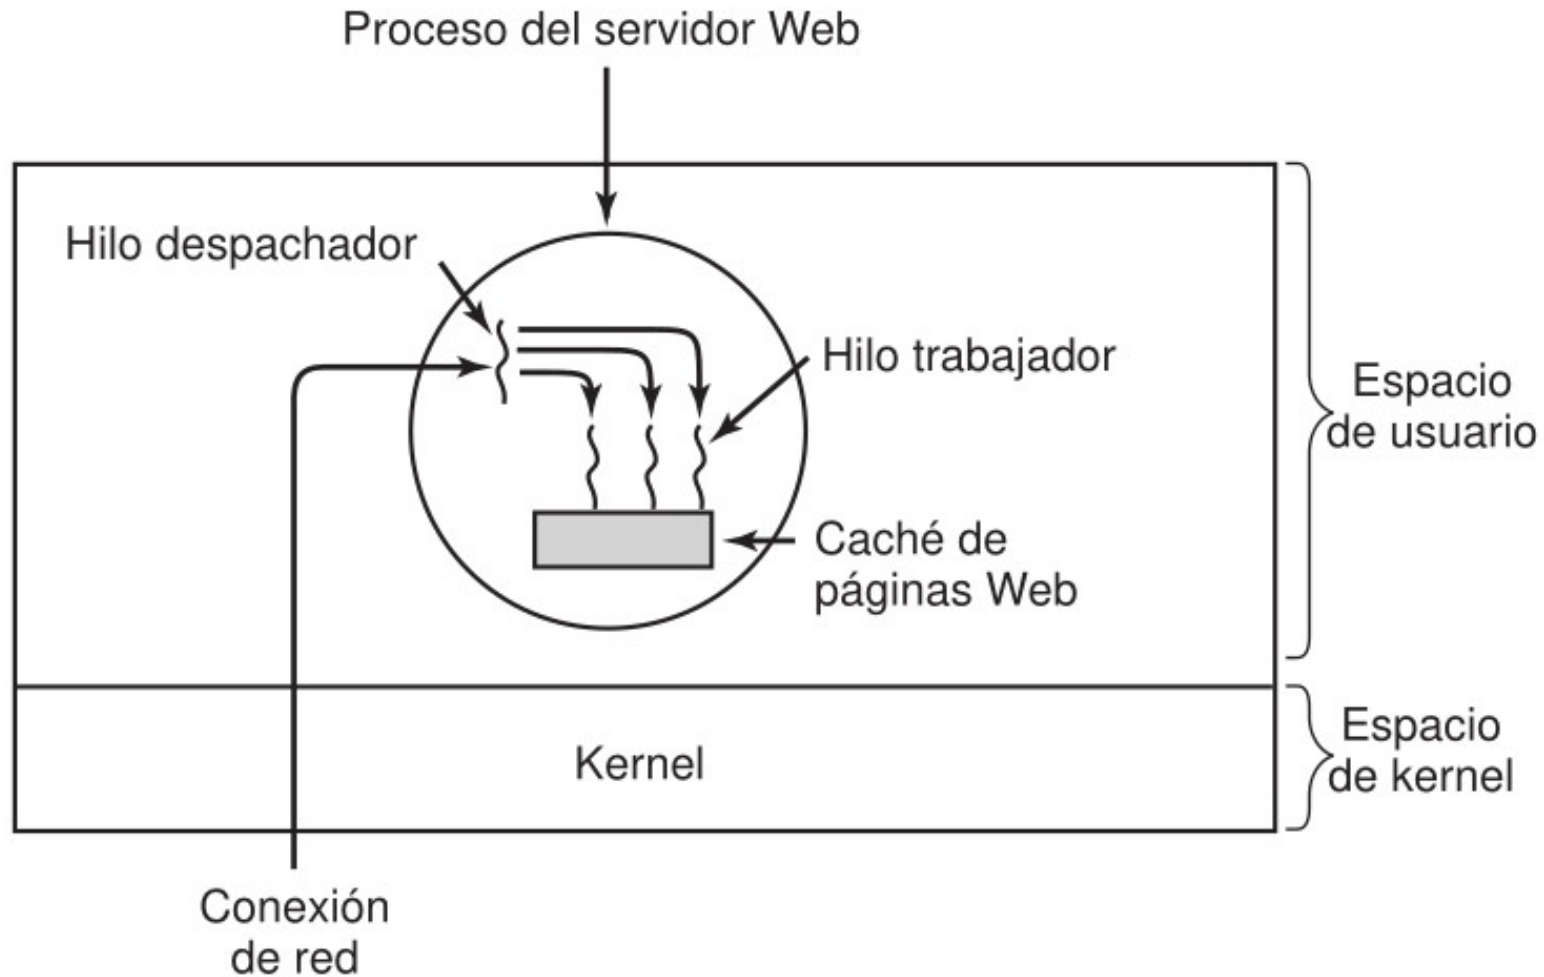 Proceso del servidor Web
Hilo despachador
Hilo trabajador
Espacio
de usuario
Caché de
páginas Web
Kernel
Espacio
de kernel
Conexión
de red